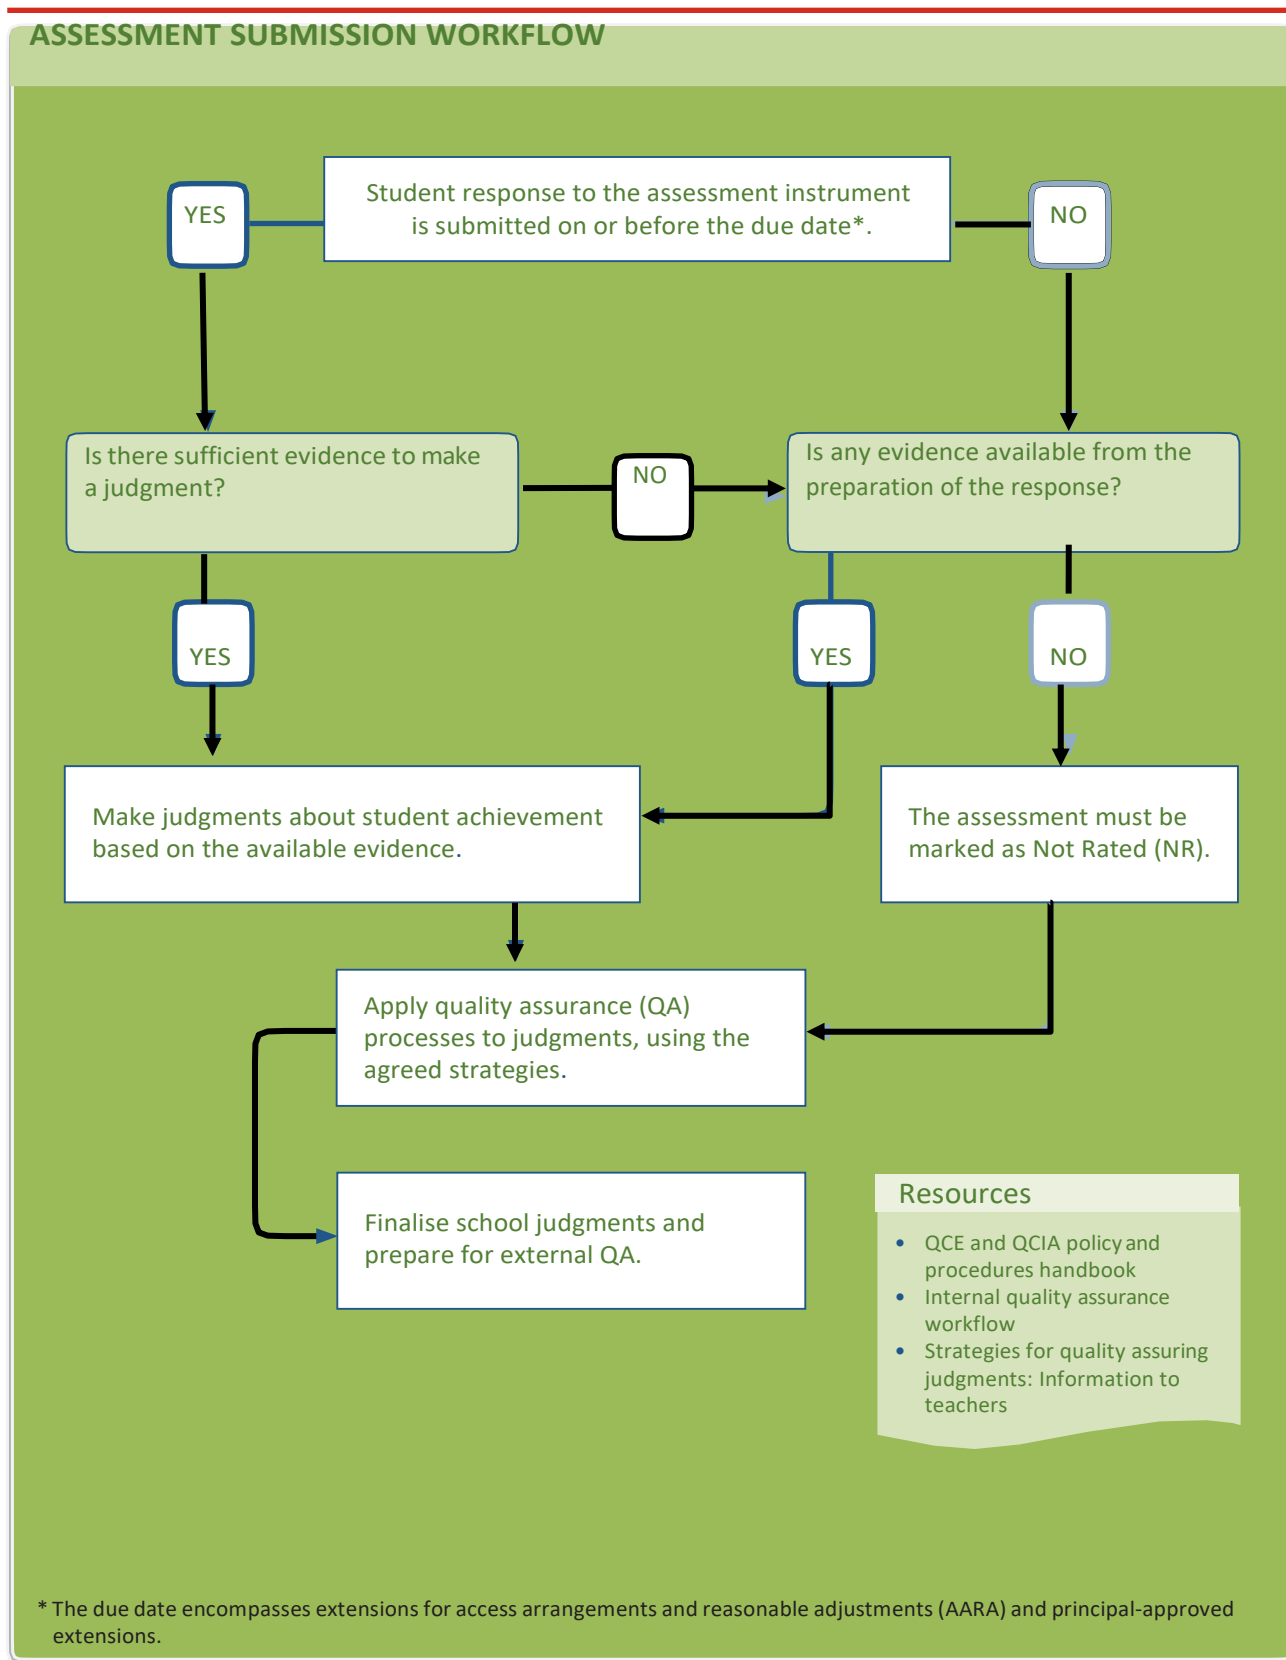 ASSESSMENT SUBMISSION WORKFLOW
YES
Student response to the assessment instrument
is submitted on or before the due date*.
NO
Is there sufficient evidence to make
a judgment?
NO
Is any evidence available from the
preparation of the response?
YES
YES
NO
Make judgments about student achievement
based on the available evidence.
The assessment must be
marked as Not Rated (NR).
Apply quality assurance (QA)
processes to judgments, using the
agreed strategies.
Finalise school judgments and
prepare for external QA.
Resources
• QCE and QCIA policy and
procedures handbook
• Internal quality assurance
workflow
• Strategies for quality assuring
judgments: Information to
teachers
* The due date encompasses extensions for access arrangements and reasonable adjustments (AARA) and principal-approved
extensions.